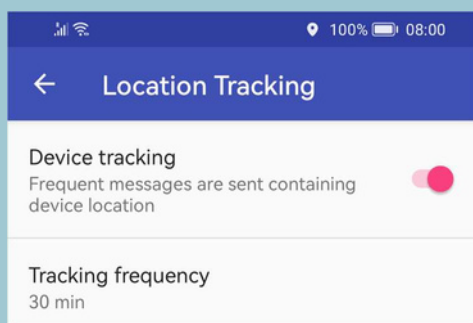 100% 08:00
Location Tracking
Device tracking
Frequent messages are sent containing
device location
Tracking frequency
30 min